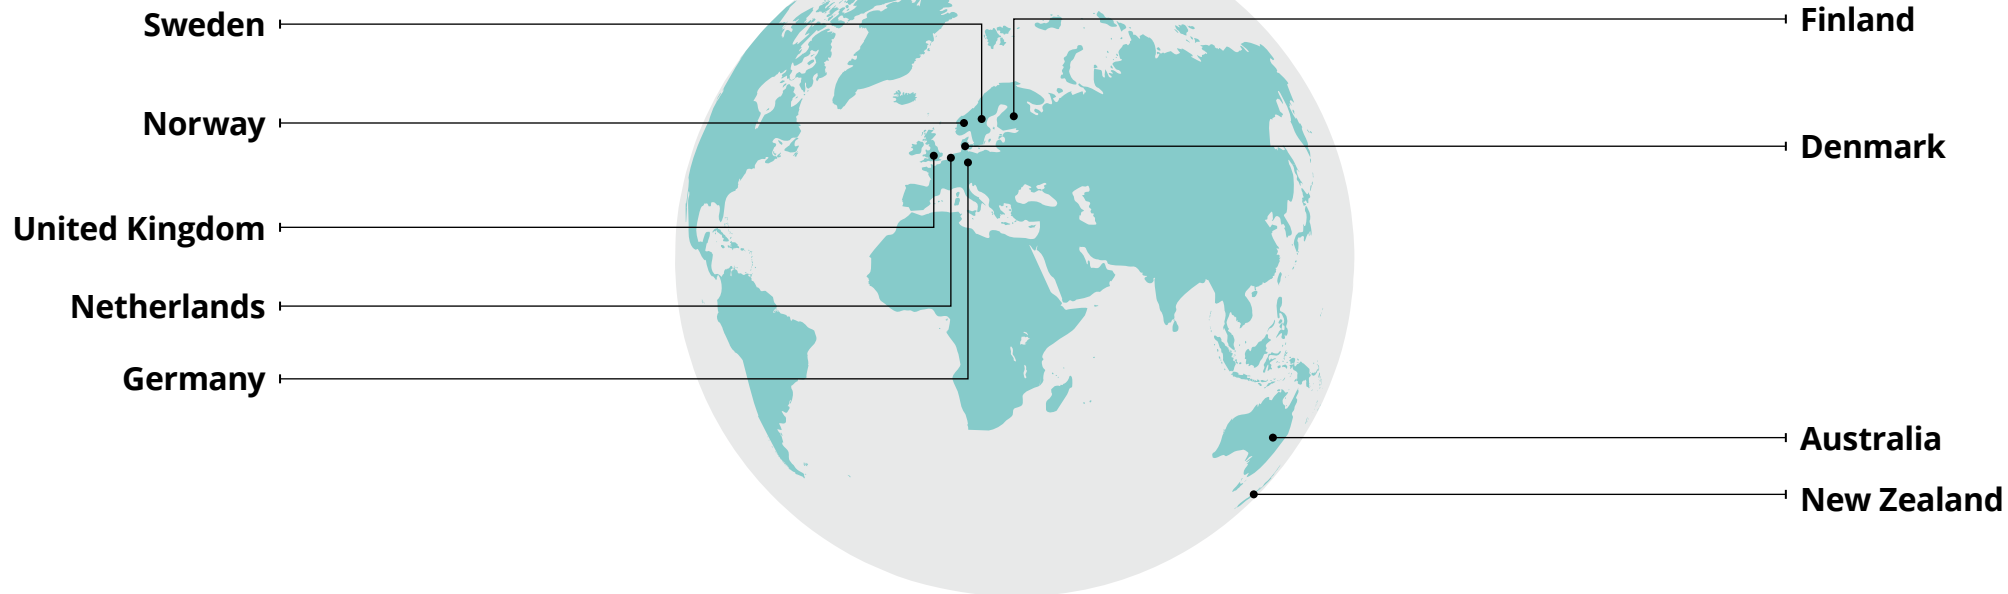 Sweden
Norway
United Kingdom
Netherlands
Germany
Finland
Denmark
Australia
New Zealand